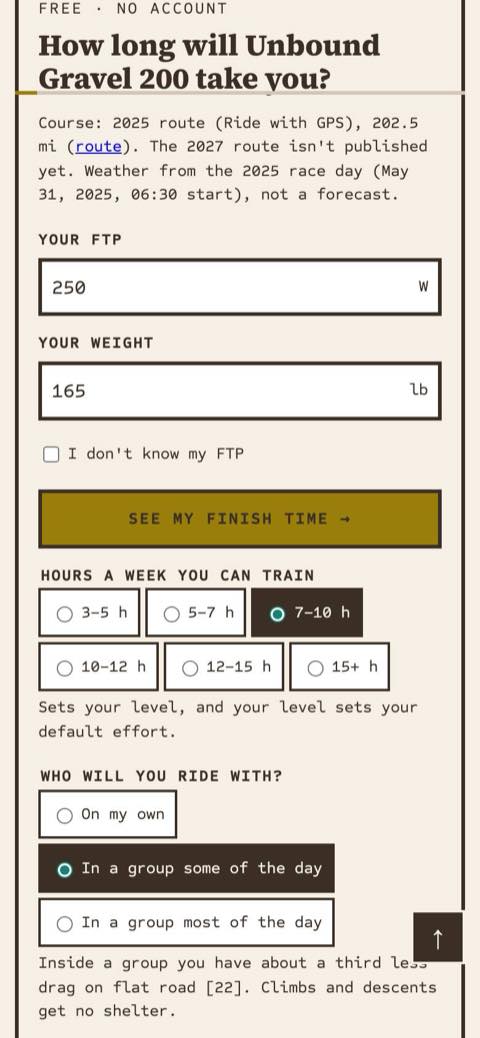 FREE · NO ACCOUNT
How long will Unbound
Gravel 200 take you?
Course: 2025 route (Ride with GPS), 202.5
mi (route). The 2027 route isn't published
yet. Weather from the 2025 race day (May
31, 2025, 06:30 start), not a forecast.
YOUR FTP
250 W
YOUR WEIGHT
165 lb
I don't know my FTP
SEE MY FINISH TIME →
HOURS A WEEK YOU CAN TRAIN
3–5 h 5–7 h 7–10 h
10–12 h 12–15 h 15+ h
Sets your level, and your level sets your
default effort.
WHO WILL YOU RIDE WITH?
On my own
In a group some of the day
In a group most of the day
↑
Inside a group you have about a third less
drag on flat road [22]. Climbs and descents
get no shelter.